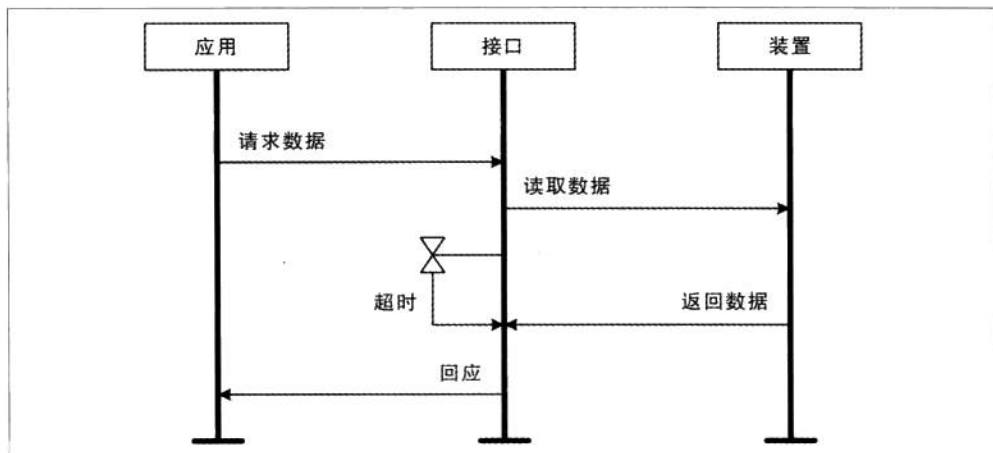 应用
接口
装置
请求数据
读取数据
超时
返回数据
回应